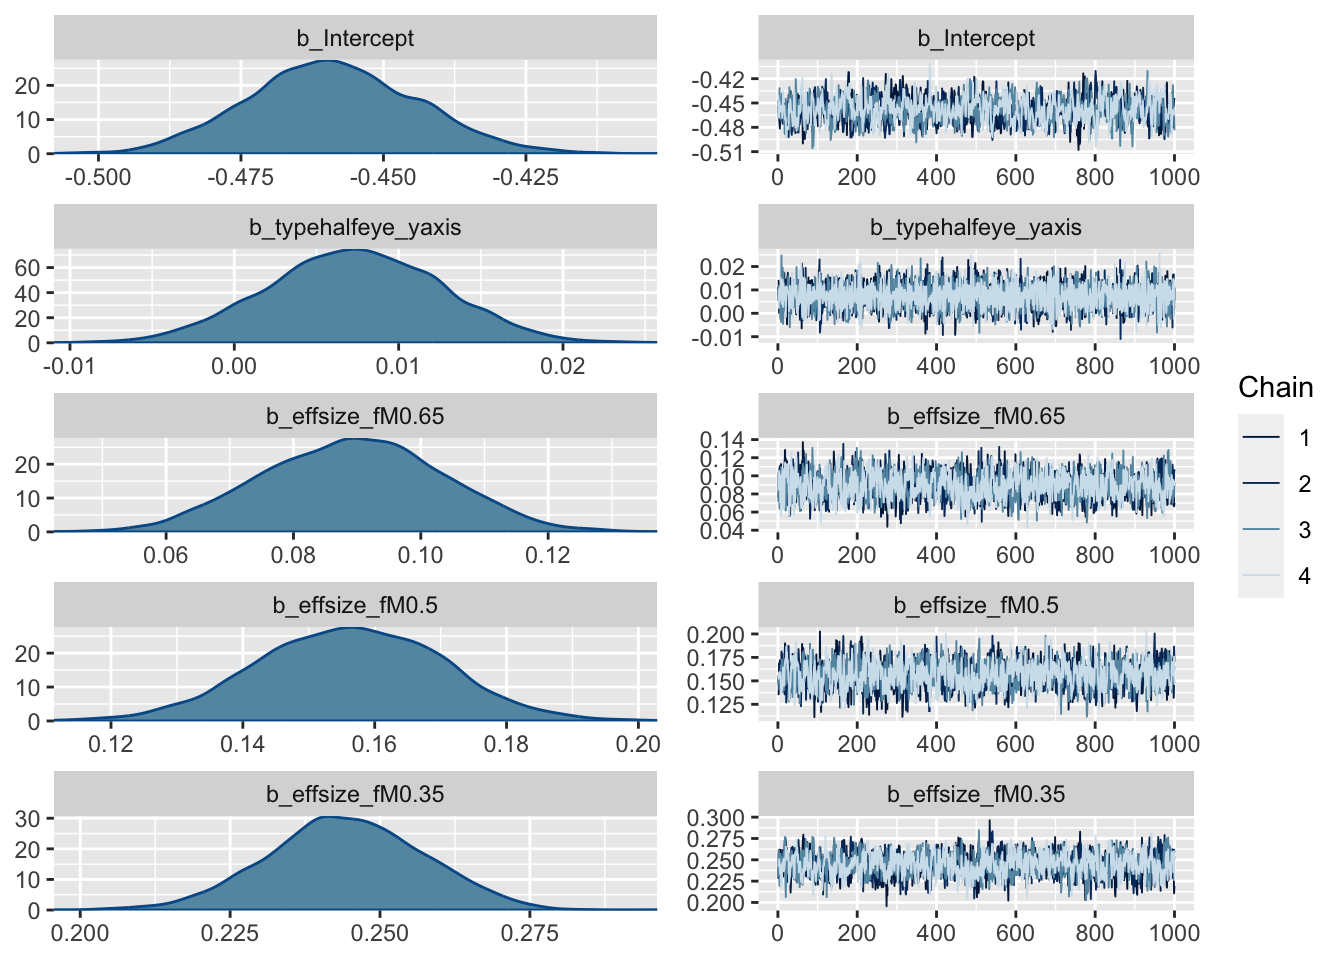 b_Intercept
20
10
0
-0.500 -0.475 -0.450 -0.425
b_Intercept
-0.42
-0.45
-0.48
-0.51
0 200 400 600 800 1000
b_typehalfeye_yaxis
60
40
20
0
-0.01 0.00 0.01 0.02
b_typehalfeye_yaxis
0.02
0.01
0.00
-0.01
0 200 400 600 800 1000
b_effsize_fM0.65
20
10
0
0.06 0.08 0.10 0.12
b_effsize_fM0.65
0.14
0.12
0.10
0.08
0.06
0.04
0 200 400 600 800 1000
b_effsize_fM0.5
20
10
0
0.12 0.14 0.16 0.18 0.20
b_effsize_fM0.5
0.200
0.175
0.150
0.125
0 200 400 600 800 1000
b_effsize_fM0.35
30
20
10
0
0.200 0.225 0.250 0.275
b_effsize_fM0.35
0.300
0.275
0.250
0.225
0.200
0 200 400 600 800 1000
Chain
1
2
3
4